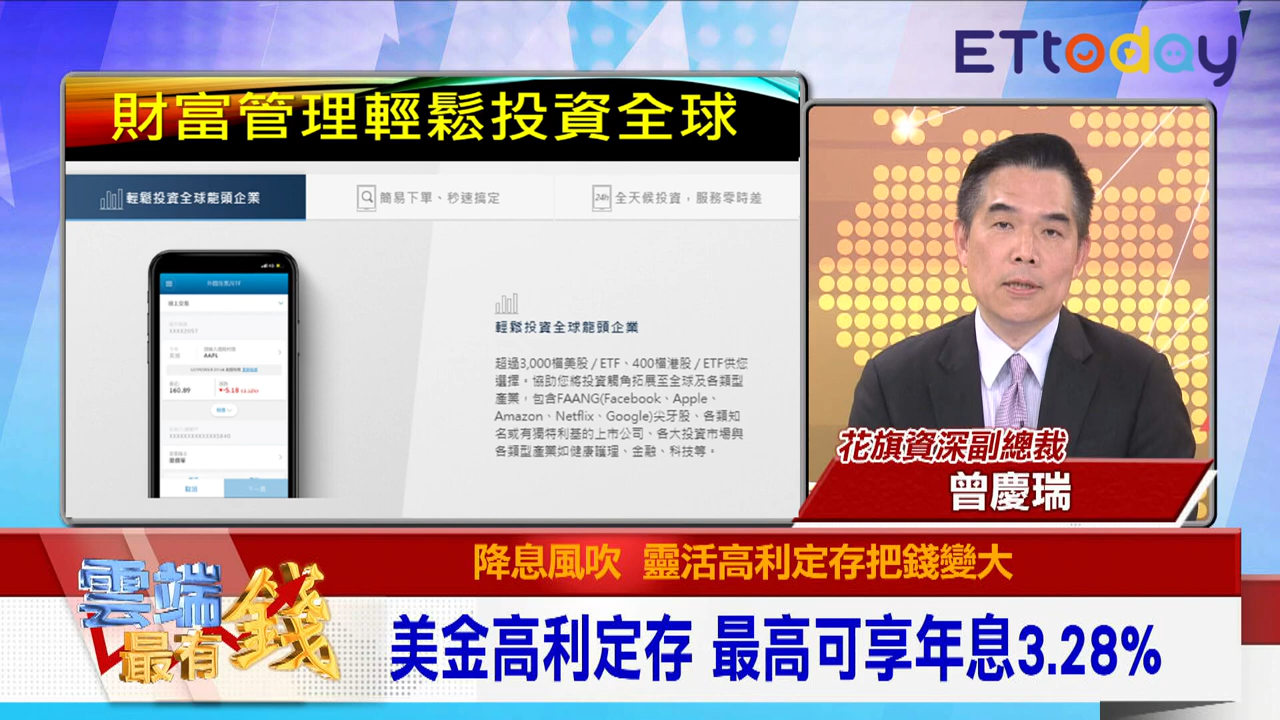 ETtoday
財富管理輕鬆投資全球
輕鬆投資全球龍頭企業
簡易下單、秒速搞定
24h 全天候投資，服務零時差
AAPL
160.89
輕鬆投資全球龍頭企業
超過3,000檔美股/ETF、400檔港股/ETF供您
選擇。協助您將投資觸角拓展至全球及各類型
產業，包含FAANG(Facebook、Apple、
Amazon、Netflix、Google)尖牙股、各類知
名或有獨特利基的上市公司、各大投資市場與
各類型產業如健康護理、金融、科技等。
取消
下一步
花旗資深副總裁
曾慶瑞
降息風吹 靈活高利定存把錢變大
雲端最有錢
美金高利定存 最高可享年息3.28%